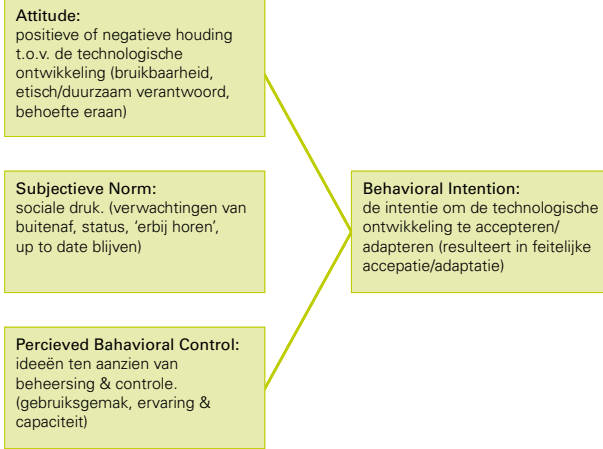 Attitude:
positieve of negatieve houding
t.o.v. de technologische
ontwikkeling (bruikbaarheid,
etisch/duurzaam verantwoord,
behoefte eraan)
Subjectieve Norm:
sociale druk. (verwachtingen van
buitenaf, status, ‘erbij horen’,
up to date blijven)
Behavioral Intention:
de intentie om de technologische
ontwikkeling te accepteren/
adapteren (resulteert in feitelijke
accepatie/adaptatie)
Percieved Bahavioral Control:
ideeën ten aanzien van
beheersing & controle.
(gebruiksgemak, ervaring &
capaciteit)